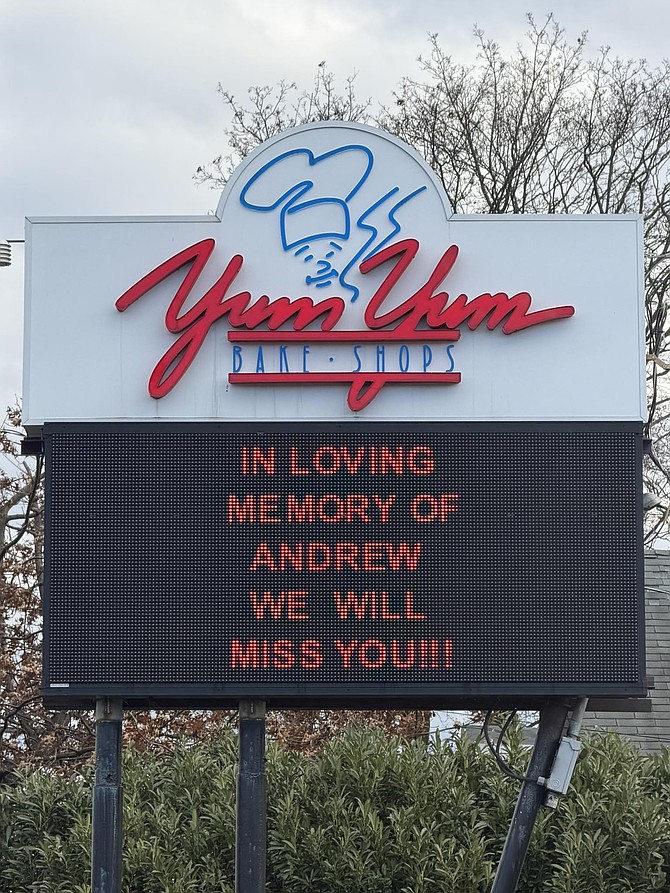 Yum Yum
BAKE · SHOPS
IN LOVING
MEMORY OF
ANDREW
WE WILL
MISS YOU!!!